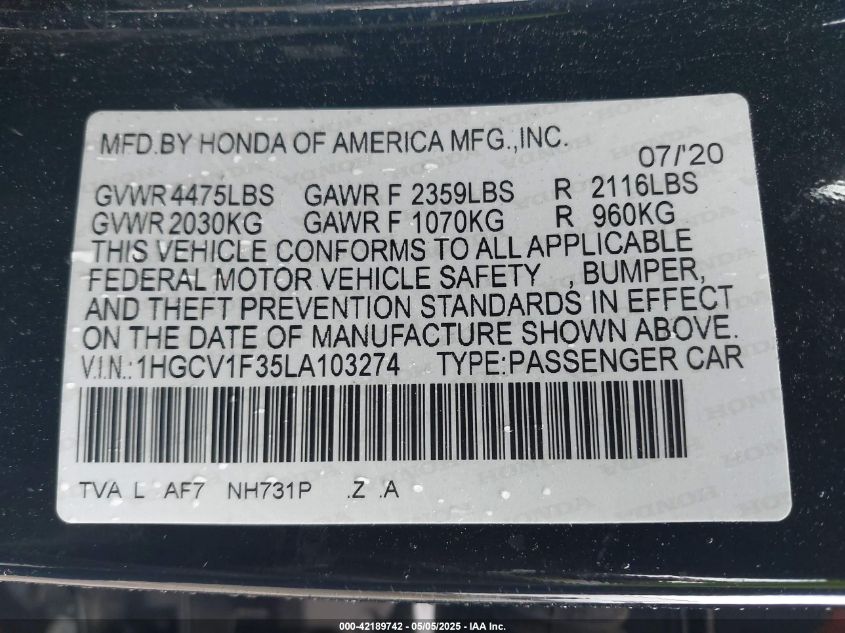 MFD.BY HONDA OF AMERICA MFG.,INC.
07/'20
GVWR 4475LBS GAWR F 2359LBS R 2116LBS
GVWR 2030KG GAWR F 1070KG R 960KG
THIS VEHICLE CONFORMS TO ALL APPLICABLE
FEDERAL MOTOR VEHICLE SAFETY , BUMPER,
AND THEFT PREVENTION STANDARDS IN EFFECT
ON THE DATE OF MANUFACTURE SHOWN ABOVE.
V.I.N.:1HGCV1F35LA103274 TYPE:PASSENGER CAR
TVA L AF7 NH731P .Z .A
000-42189742 - 05/05/2025 - IAA Inc.